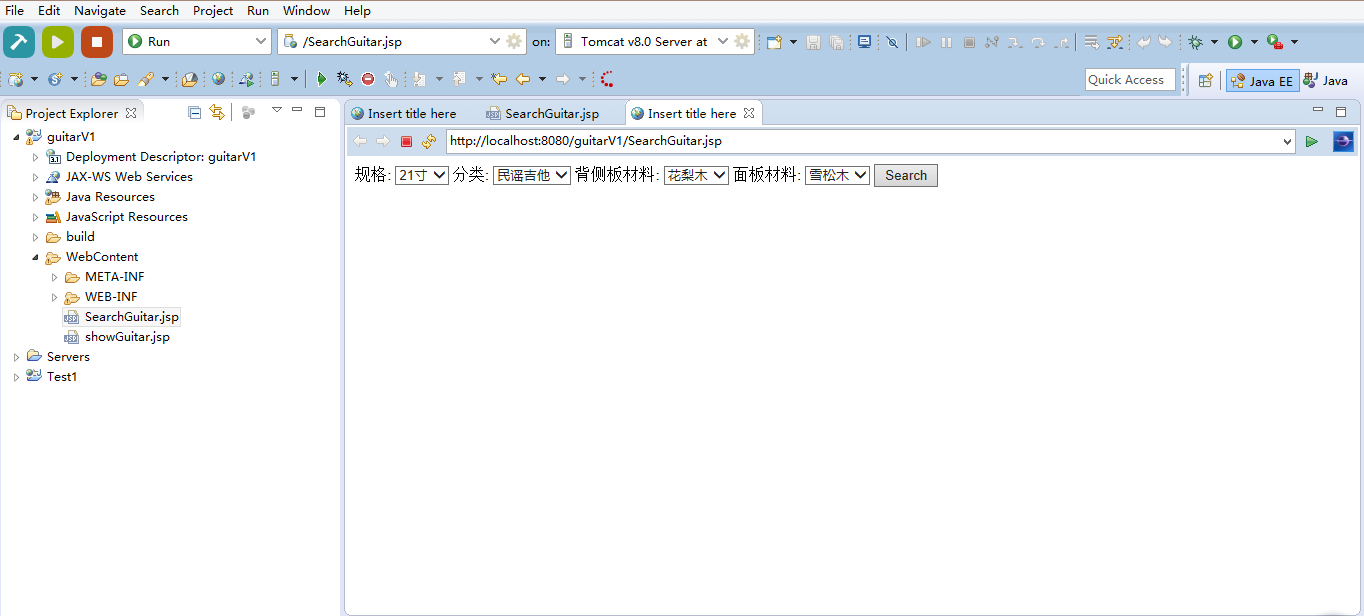 File Edit Navigate Search Project Run Window Help
Run /SearchGuitar.jsp on: Tomcat v8.0 Server at
Quick Access Java EE Java
Project Explorer
guitarV1
Deployment Descriptor: guitarV1
JAX-WS Web Services
Java Resources
JavaScript Resources
build
WebContent
META-INF
WEB-INF
SearchGuitar.jsp
showGuitar.jsp
Servers
Test1
Insert title here SearchGuitar.jsp Insert title here
http://localhost:8080/guitarV1/SearchGuitar.jsp
规格: 21寸 分类: 民谣吉他 背侧板材料: 花梨木 面板材料: 雪松木 Search